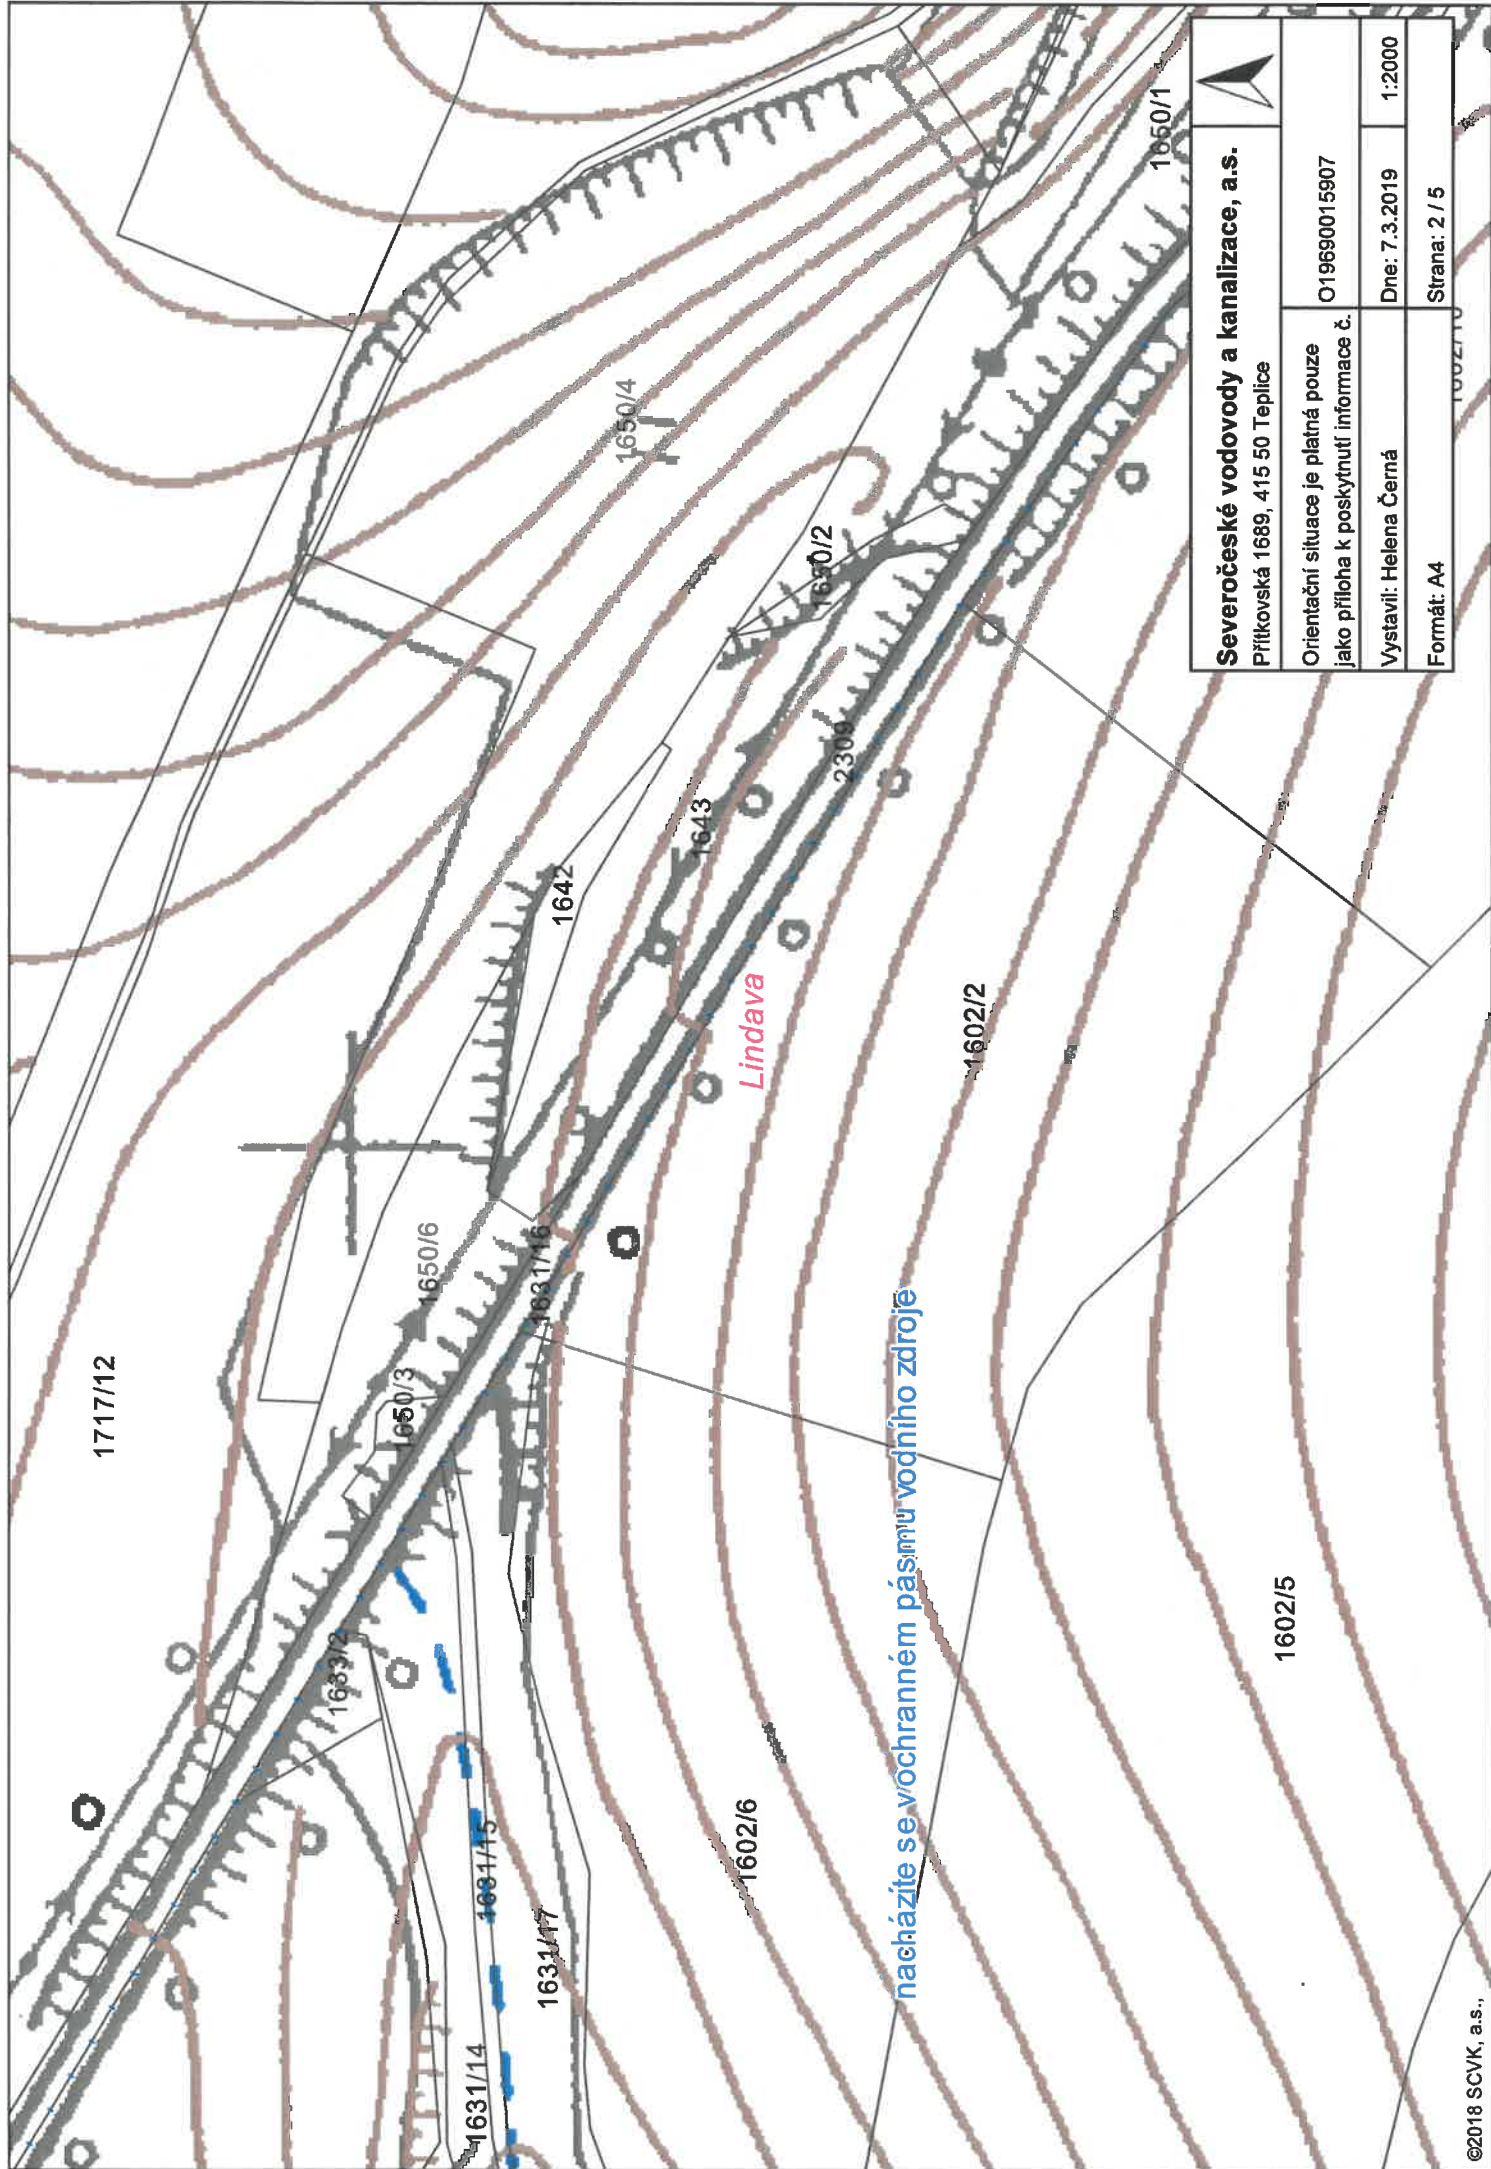 1717/12
1650/6
1650/3
1650/4
1650/2
1650/1
1642
1643
2309
1631/16
1633/2
1631/15
1631/14
1631/17
Lindava
1602/2
1602/6
1602/5
nacházíte se v ochranném pásmu vodního zdroje
Severočeské vodovody a kanalizace, a.s.
Přítkovská 1689, 415 50 Teplice
Orientační situace je platná pouze
jako příloha k poskytnutí informace č.
O19690015907
Vystavil: Helena Černá
Dne: 7.3.2019
1:2000
Formát: A4
Strana: 2 / 5
©2018 SCVK, a.s.,